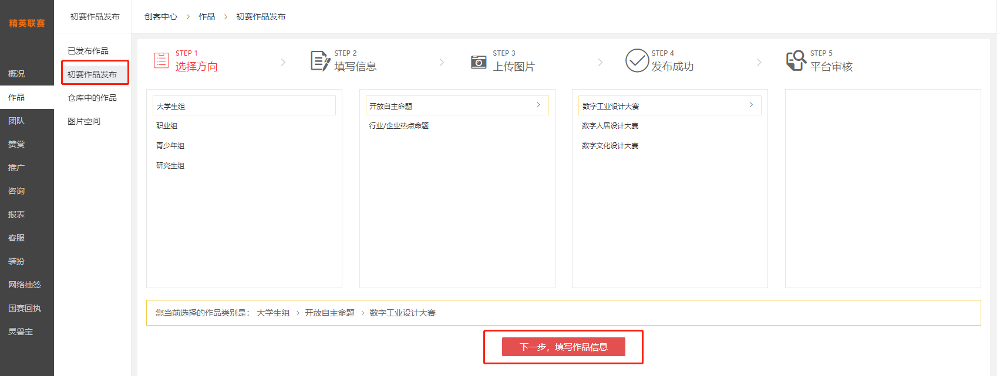 精英联赛
概况
作品
团队
赞赏
推广
咨询
报表
客服
装扮
网络抽签
国赛回执
灵兽宝
初赛作品发布
已发布作品
初赛作品发布
仓库中的作品
图片空间
创客中心 > 作品 > 初赛作品发布
STEP 1
选择方向
STEP 2
填写信息
STEP 3
上传图片
STEP 4
发布成功
STEP 5
平台审核
大学生组
职业组
青少年组
研究生组
开放自主命题
行业/企业热点命题
数字工业设计大赛
数字人居设计大赛
数字文化设计大赛
您当前选择的作品类别是： 大学生组 > 开放自主命题 > 数字工业设计大赛
下一步，填写作品信息